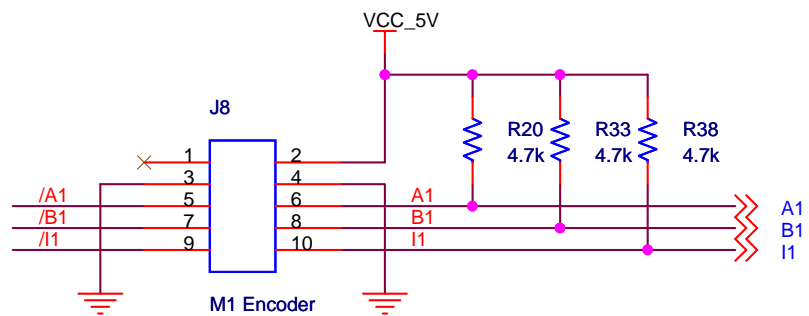 VCC_5V
J8
R20
R33
R38
4.7k
4.7k
4.7k
1
2
3
4
/A1
5
6
A1
A1
/B1
7
8
B1
B1
/I1
9
10
I1
I1
M1 Encoder